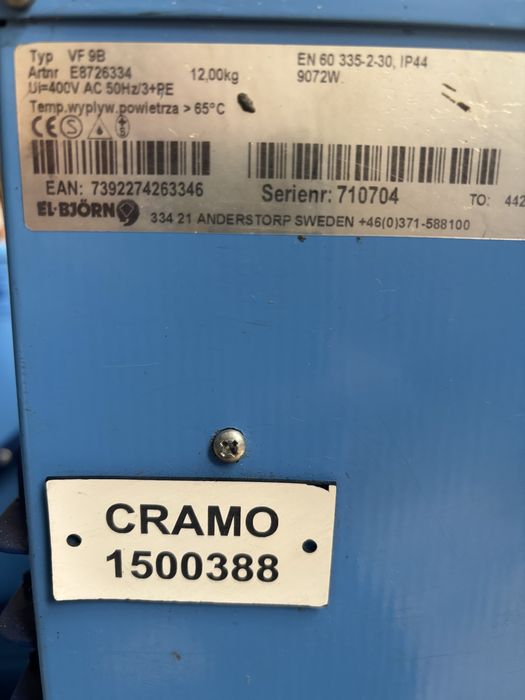 Typ VF 9B EN 60 335-2-30, IP44
Artnr E8726334 12,00kg 9072W
Ui=400V AC 50Hz/3+PE
Temp.wyplyw.powietrza > 65°C
CE S S
EAN: 7392274263346 Serienr: 710704 TO: 442
EL-BJÖRN 334 21 ANDERSTORP SWEDEN +46(0)371-588100
CRAMO
1500388